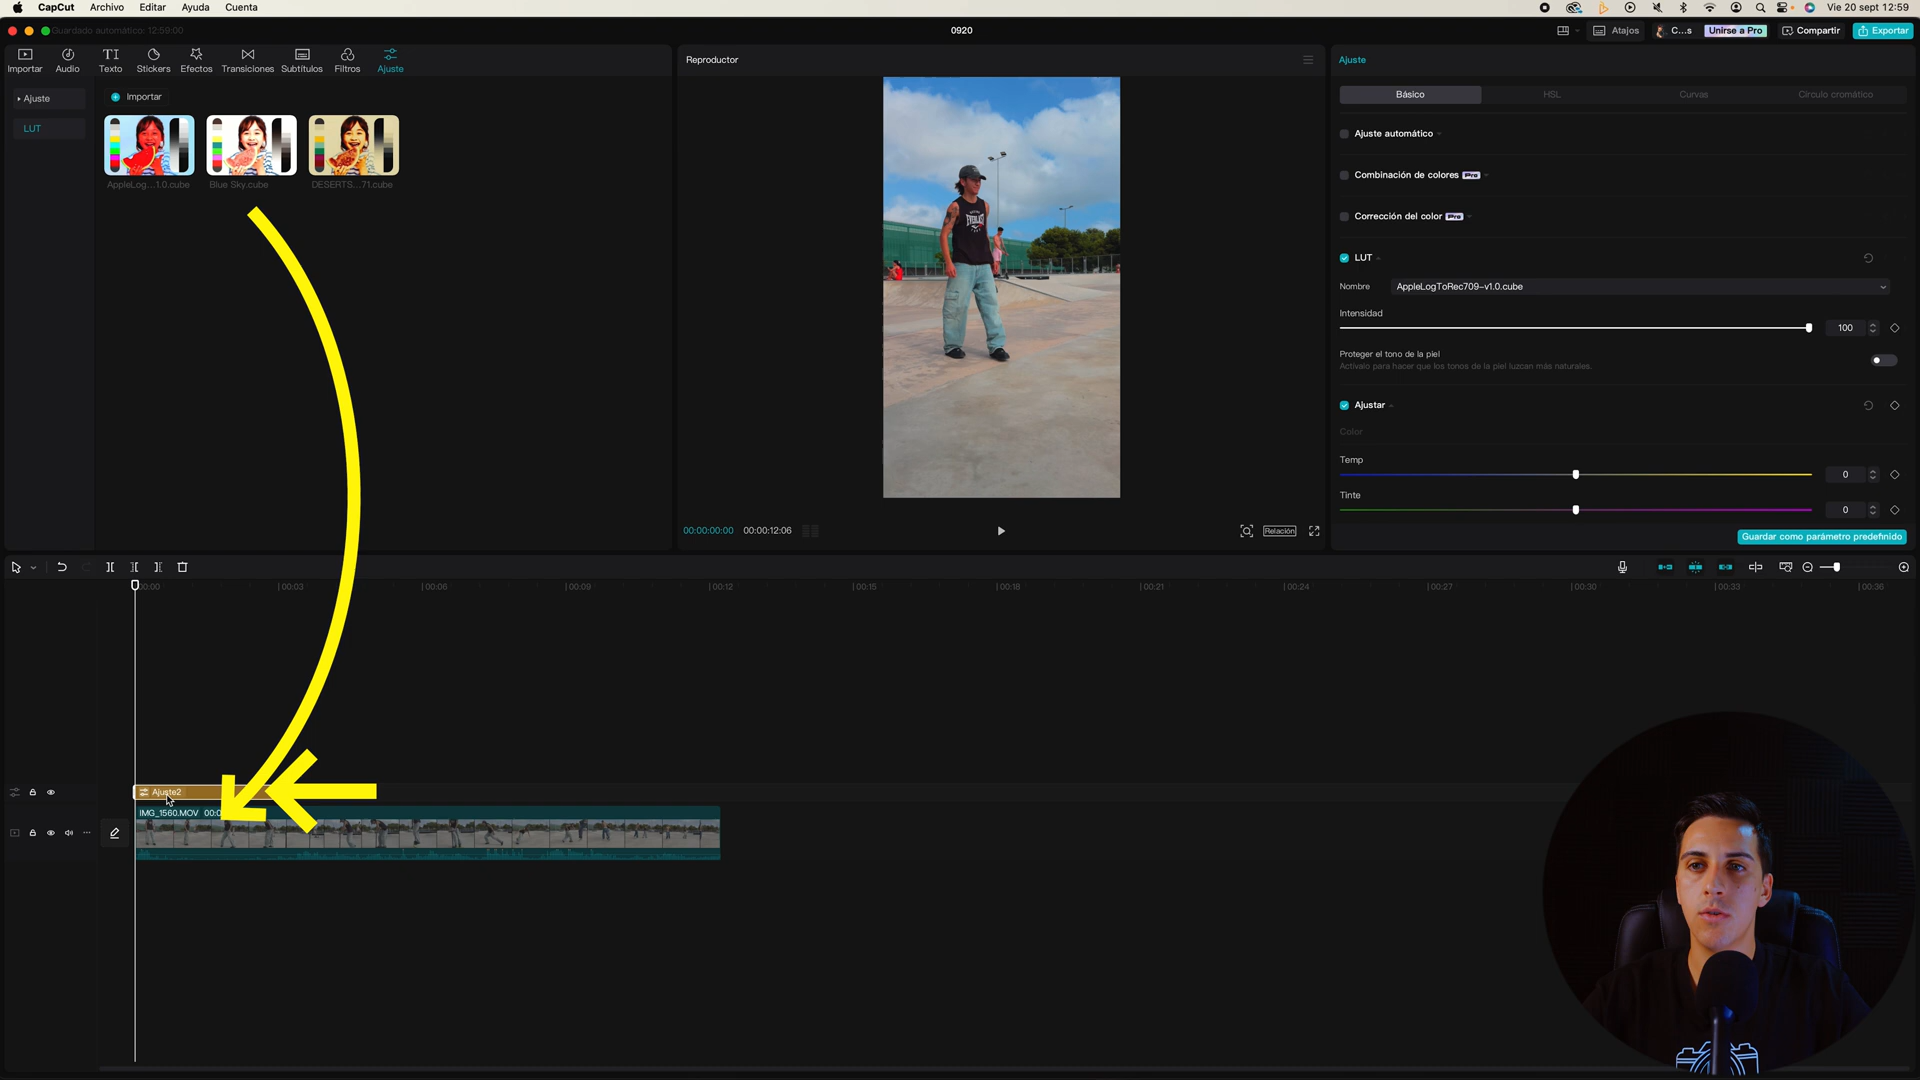 CapCut Archivo Editar Ayuda Cuenta
Vie 20 sept 12:59
Guardado automático: 12:59:00
0920
Atajos
C...s
Unirse a Pro
Compartir
Exportar
Importar Audio Texto Stickers Efectos Transiciones Subtítulos Filtros Ajuste
Ajuste
LUT
Importar
AppleLog...1.0.cube
Blue Sky.cube
DESERTS...71.cube
Reproductor
EVERLAST
00:00:00:00 00:00:12:06
Relación
Ajuste
Básico HSL Curvas Círculo cromático
Ajuste automático
Combinación de colores Pro
Corrección del color Pro
LUT
Nombre AppleLogToRec709-v1.0.cube
Intensidad
100
Proteger el tono de la piel
Actívalo para hacer que los tonos de la piel luzcan más naturales.
Ajustar
Color
Temp
0
Tinte
0
Guardar como parámetro predefinido
00:00 00:03 00:06 00:09 00:12 00:15 00:18 00:21 00:24 00:27 00:30 00:33 00:36
Ajuste2
IMG_1560.MOV 00:0